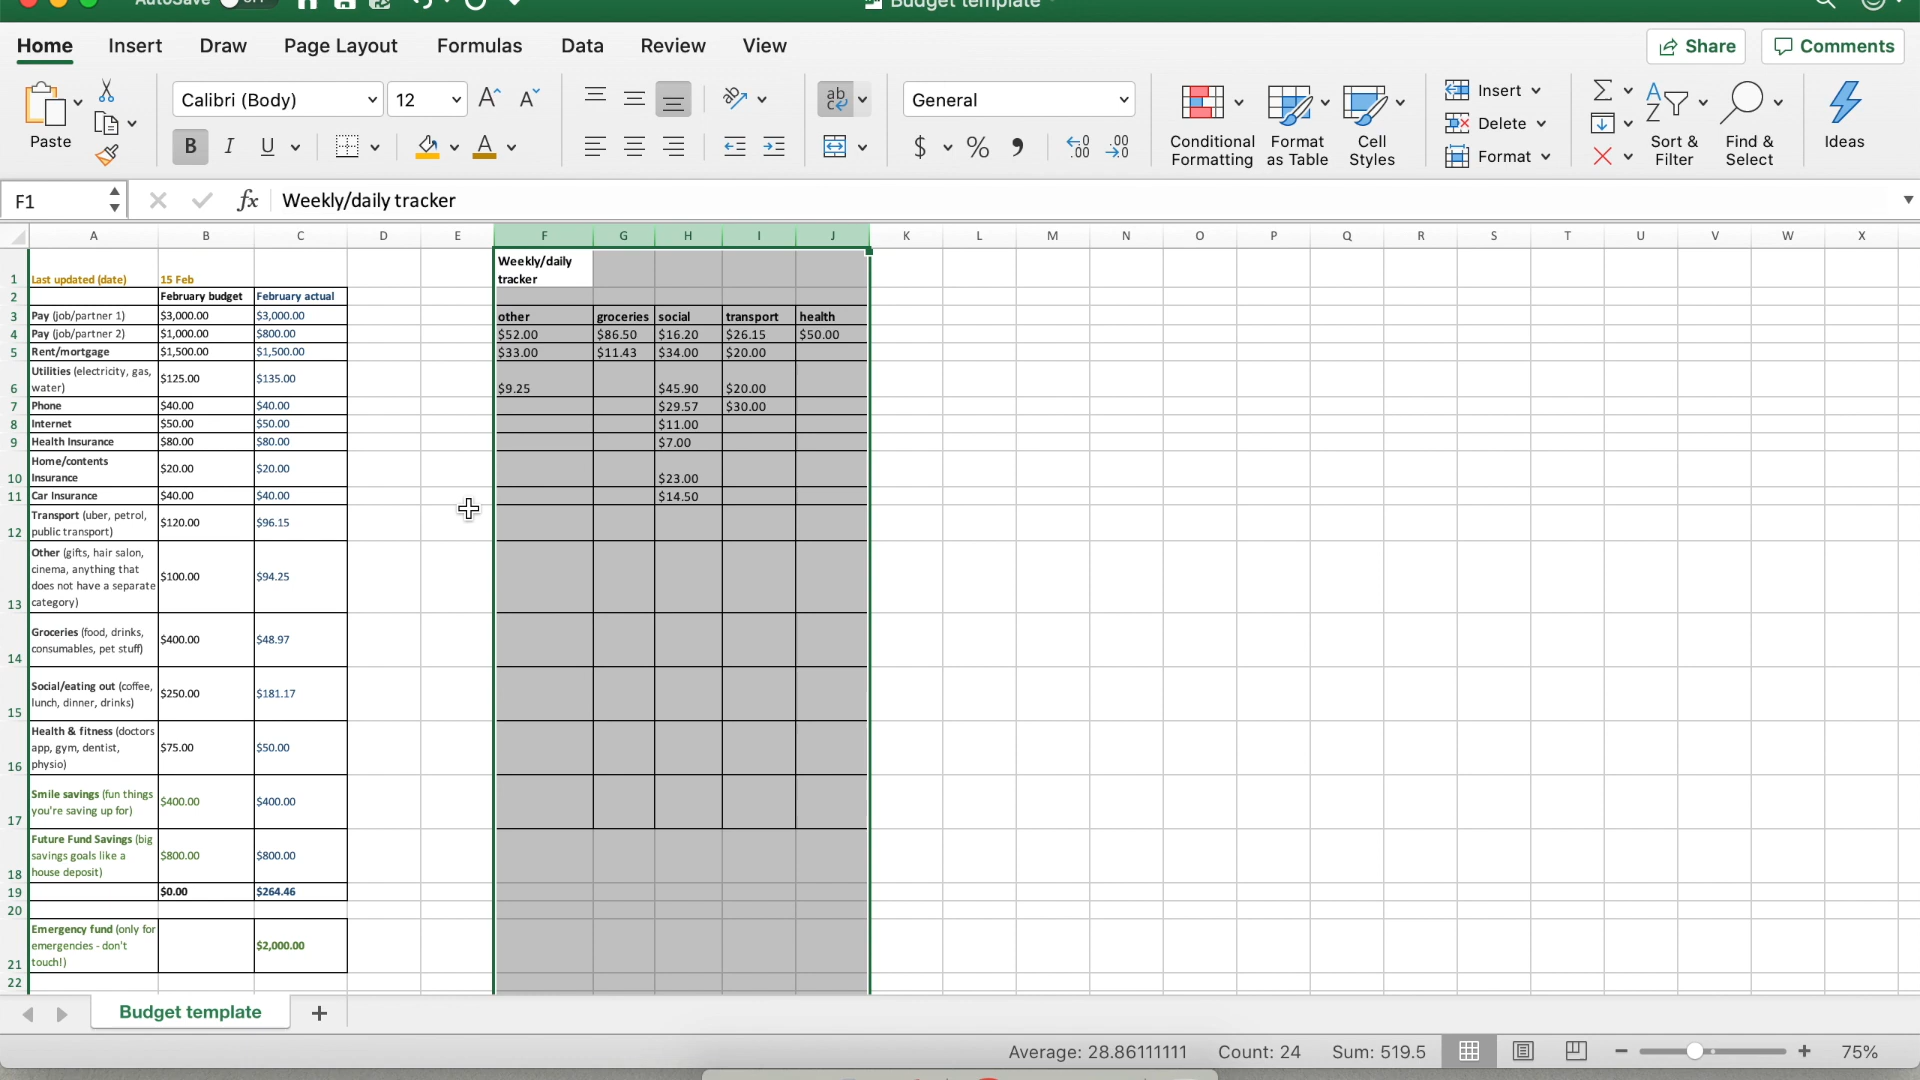 AutoSave OFF
Budget template
Home Insert Draw Page Layout Formulas Data Review View
Share Comments
Paste
Calibri (Body) 12
B I U
General
$ % 9
Conditional Formatting
Format as Table
Cell Styles
Insert
Delete
Format
Sort & Filter
Find & Select
Ideas
F1 fx Weekly/daily tracker
A B C D E F G H I J K L M N O P Q R S T U V W X
Weekly/daily
tracker
1 Last updated (date) 15 Feb
2 February budget February actual
3 Pay (job/partner 1) $3,000.00 $3,000.00 other groceries social transport health
4 Pay (job/partner 2) $1,000.00 $800.00 $52.00 $86.50 $16.20 $26.15 $50.00
5 Rent/mortgage $1,500.00 $1,500.00 $33.00 $11.43 $34.00 $20.00
Utilities (electricity, gas,
6 water) $125.00 $135.00 $9.25 $45.90 $20.00
7 Phone $40.00 $40.00 $29.57 $30.00
8 Internet $50.00 $50.00 $11.00
9 Health Insurance $80.00 $80.00 $7.00
Home/contents
10 Insurance $20.00 $20.00 $23.00
11 Car Insurance $40.00 $40.00 $14.50
Transport (uber, petrol,
12 public transport) $120.00 $96.15
Other (gifts, hair salon,
cinema, anything that
does not have a separate
13 category) $100.00 $94.25
Groceries (food, drinks,
consumables, pet stuff) $400.00 $48.97
14
Social/eating out (coffee,
lunch, dinner, drinks) $250.00 $181.17
15
Health & fitness (doctors
app, gym, dentist, $75.00 $50.00
16 physio)
Smile savings (fun things
you're saving up for) $400.00 $400.00
17
Future Fund Savings (big
savings goals like a $800.00 $800.00
18 house deposit)
19 $0.00 $264.46
20
Emergency fund (only for
emergencies - don't $2,000.00
21 touch!)
22
Budget template
Average: 28.86111111 Count: 24 Sum: 519.5 75%